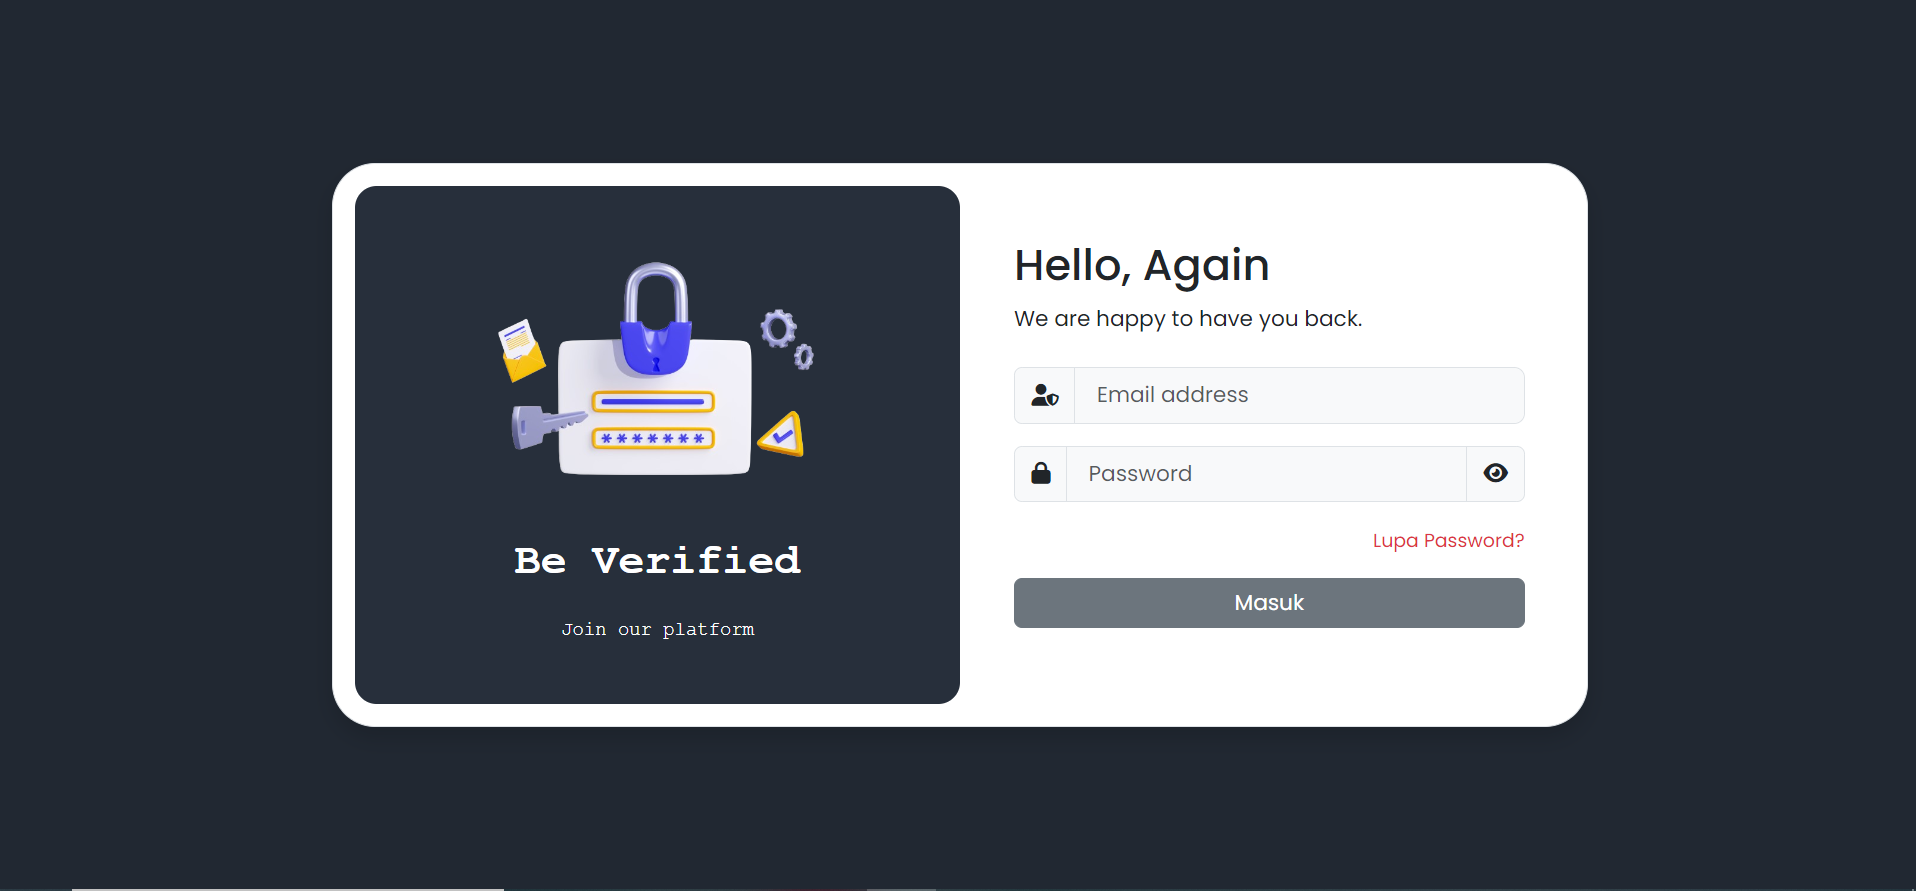 Be Verified
Join our platform
Hello, Again
We are happy to have you back.
Email address
Password
Lupa Password?
Masuk